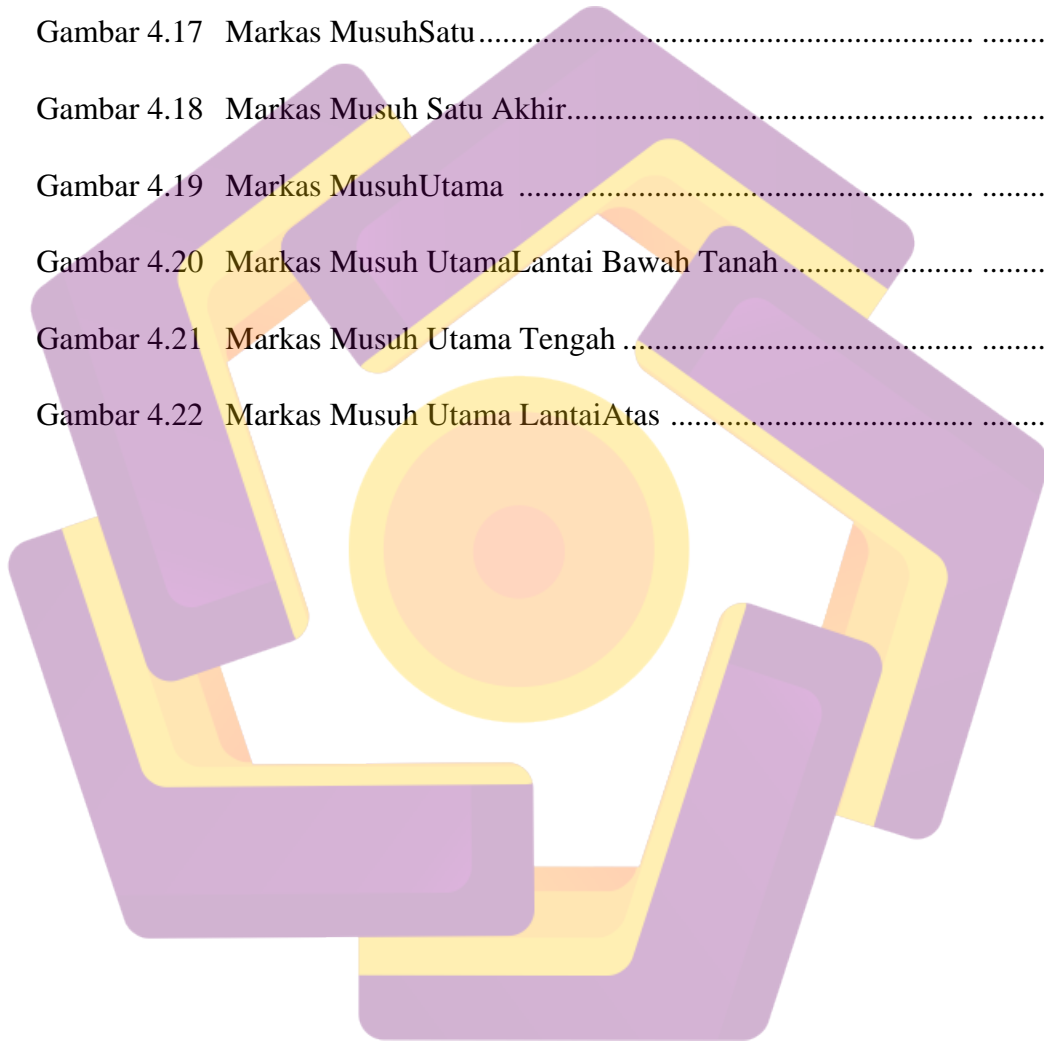 Gambar 4.17 Markas MusuhSatu.............................................................. ........
Gambar 4.18 Markas Musuh Satu Akhir................................................... ........
Gambar 4.19 Markas MusuhUtama ......................................................... ........
Gambar 4.20 Markas Musuh UtamaLantai Bawah Tanah........................ ........
Gambar 4.21 Markas Musuh Utama Tengah ............................................ ........
Gambar 4.22 Markas Musuh Utama LantaiAtas ...................................... ........